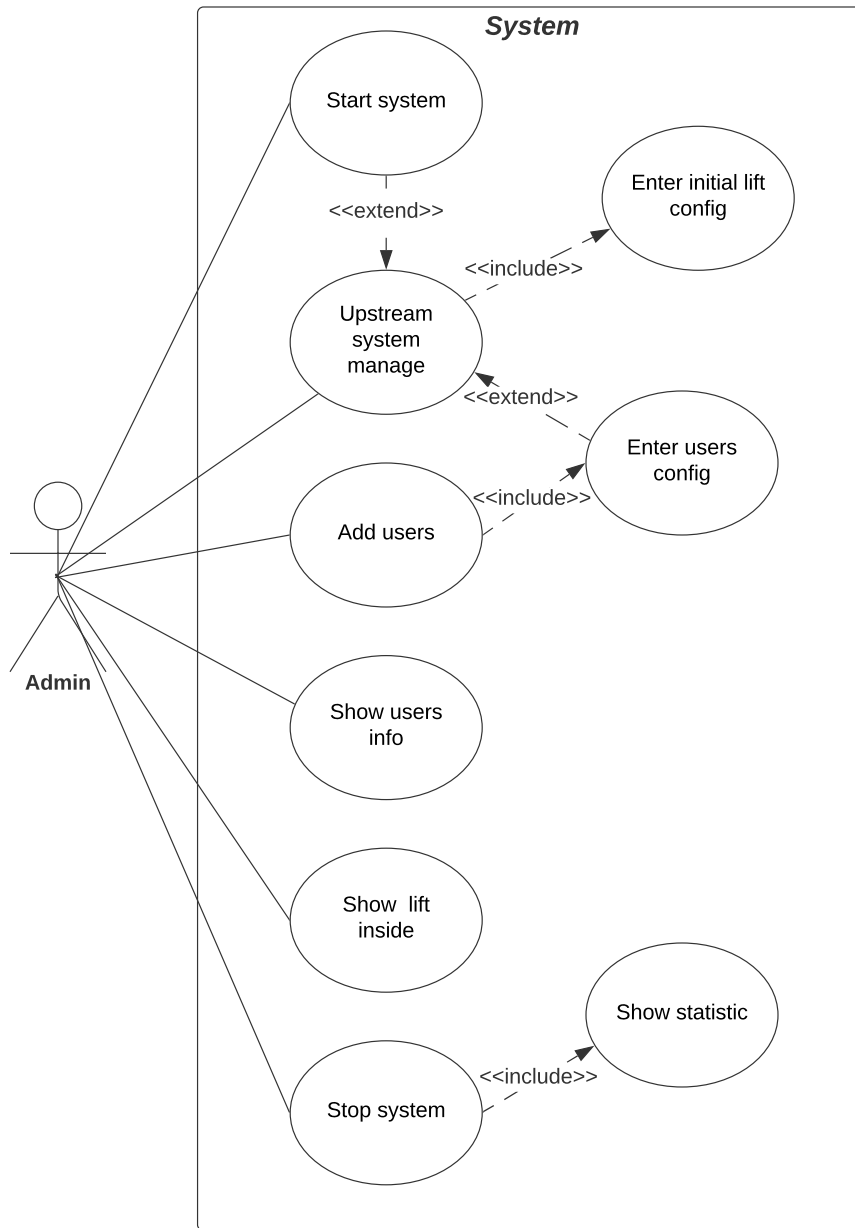 System
Start system
<<extend>>
Enter initial lift
config
<<include>>
Upstream
system
manage
<<extend>>
Enter users
config
<<include>>
Add users
Admin
Show users
info
Show  lift
inside
Show statistic
<<include>>
Stop system